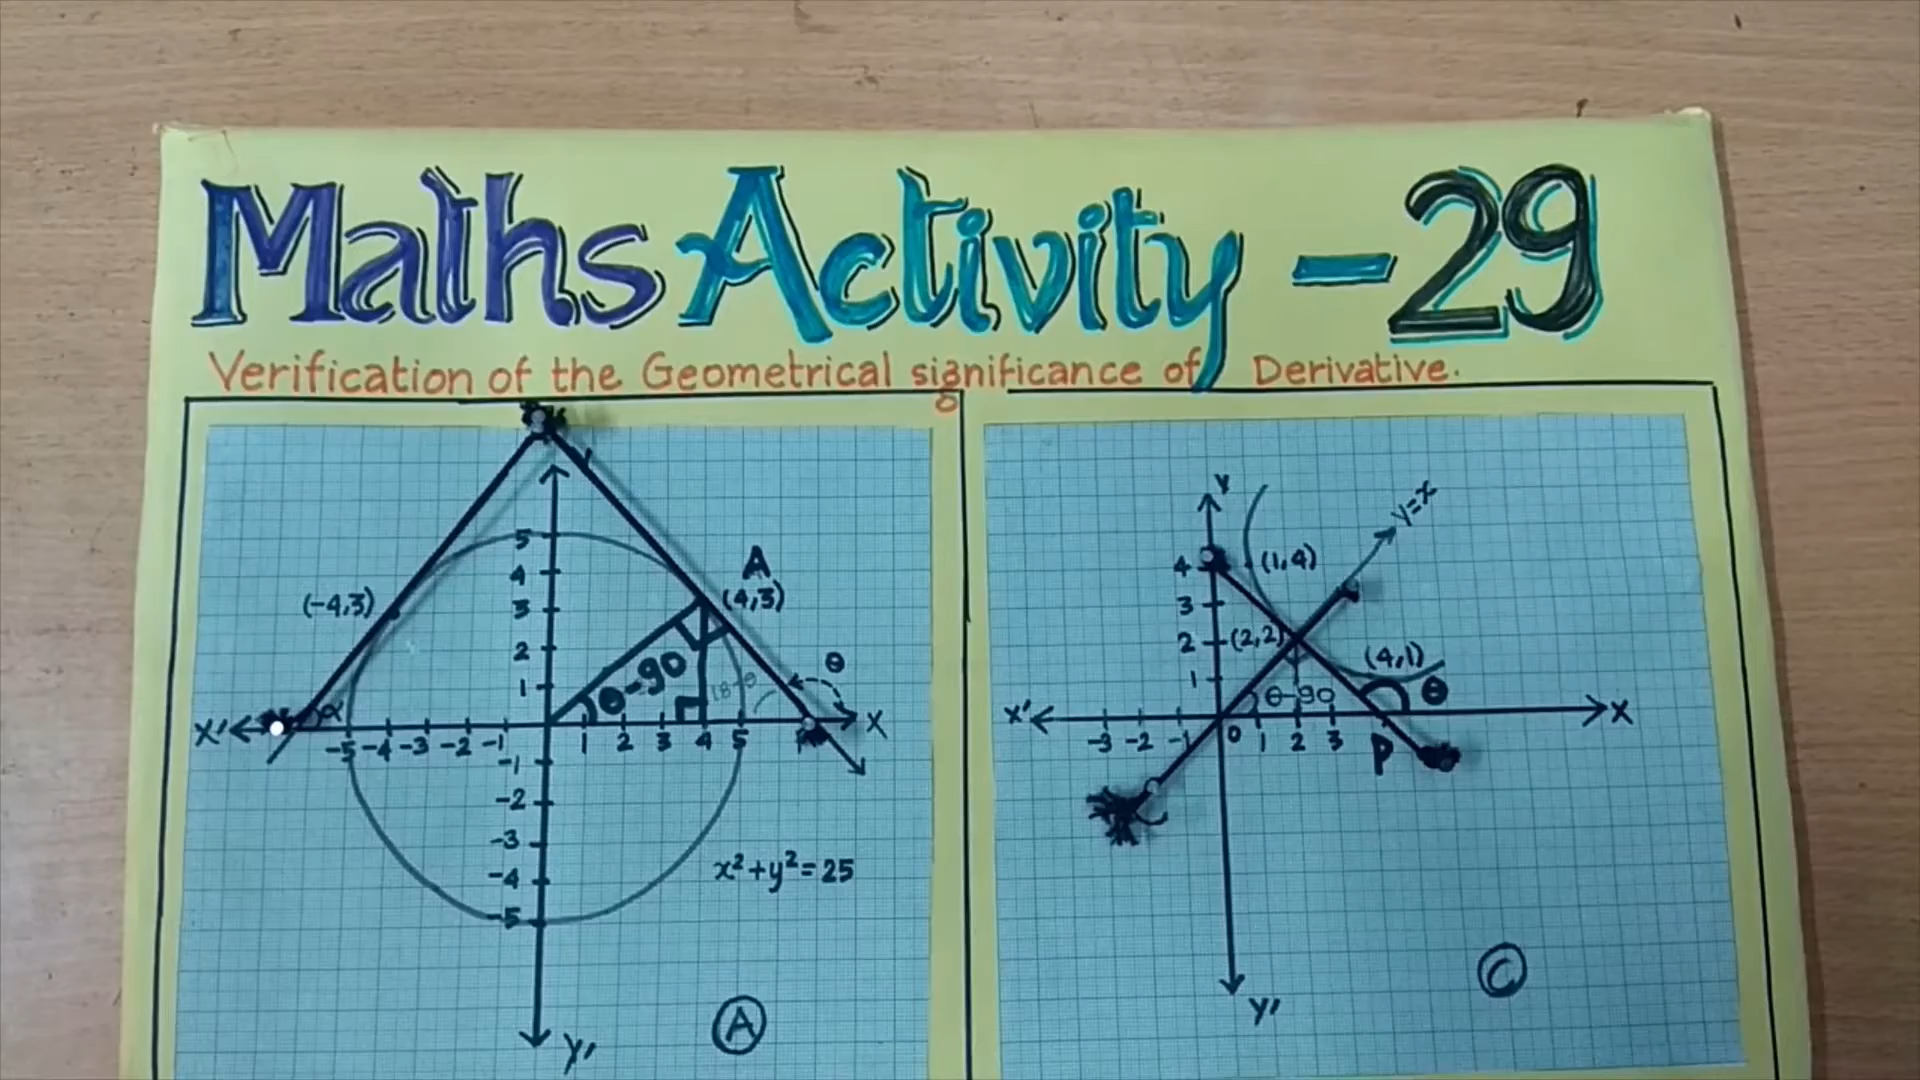 Maths Activity - 29
Verification of the Geometrical significance of Derivative.
Y
5
4
3
2
1
A
(4,3)
(-4,3)
θ-90
θ
α
X'
-5 -4 -3 -2 -1
1 2 3 4 5
X
-1
-2
-3
-4
-5
x²+y²=25
Y'
A
Y
y=x
4
3
2
1
(1,4)
(2,2)
(4,1)
θ-90
θ
X'
-3 -2 -1
0 1 2 3
P
X
Y'
C